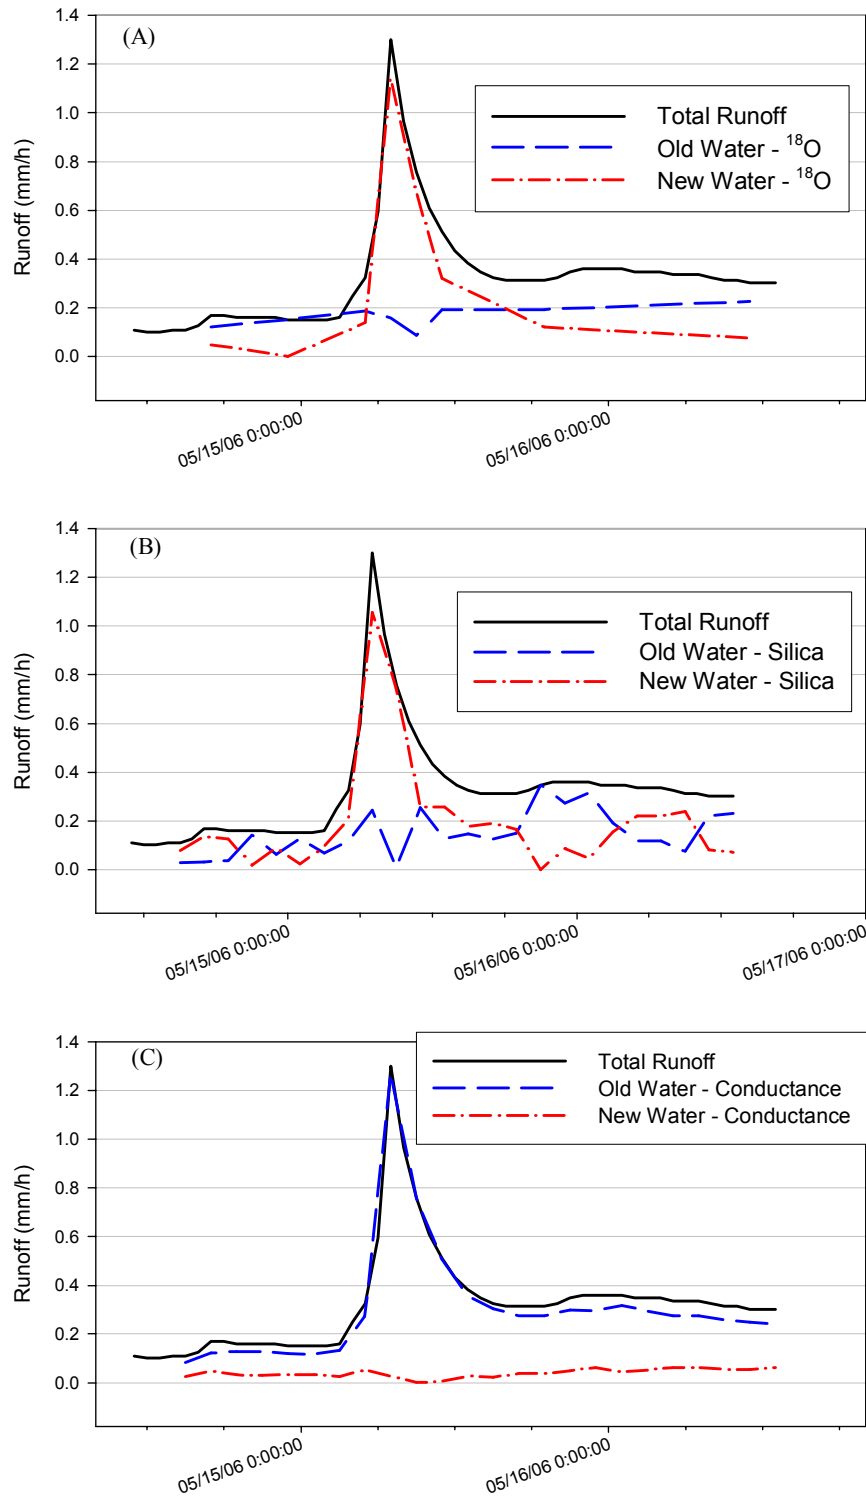 (A)
1.4
1.2
1.0
0.8
0.6
0.4
0.2
0.0
Runoff (mm/h)
Total Runoff
Old Water - ¹⁸O
New Water - ¹⁸O
05/15/06 0:00:00
05/16/06 0:00:00
(B)
1.4
1.2
1.0
0.8
0.6
0.4
0.2
0.0
Runoff (mm/h)
Total Runoff
Old Water - Silica
New Water - Silica
05/15/06 0:00:00
05/16/06 0:00:00
05/17/06 0:00:00
(C)
1.4
1.2
1.0
0.8
0.6
0.4
0.2
0.0
Runoff (mm/h)
Total Runoff
Old Water - Conductance
New Water - Conductance
05/15/06 0:00:00
05/16/06 0:00:00